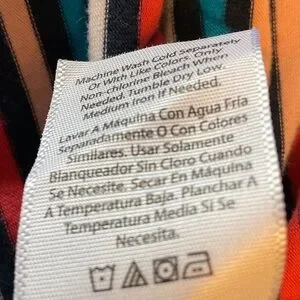 Machine Wash Cold Separately
Or With Like Colors. Only
Non-chlorine Bleach When
Needed. Tumble Dry Low.
Medium Iron If Needed.
Lavar A Máquina Con Agua Fría
Separadamente O Con Colores
Similares. Usar Solamente
Blanqueador Sin Cloro Cuando
Se Necesite. Secar En Máquina
A Temperatura Baja. Planchar A
Temperatura Media Si Se
Necesita.